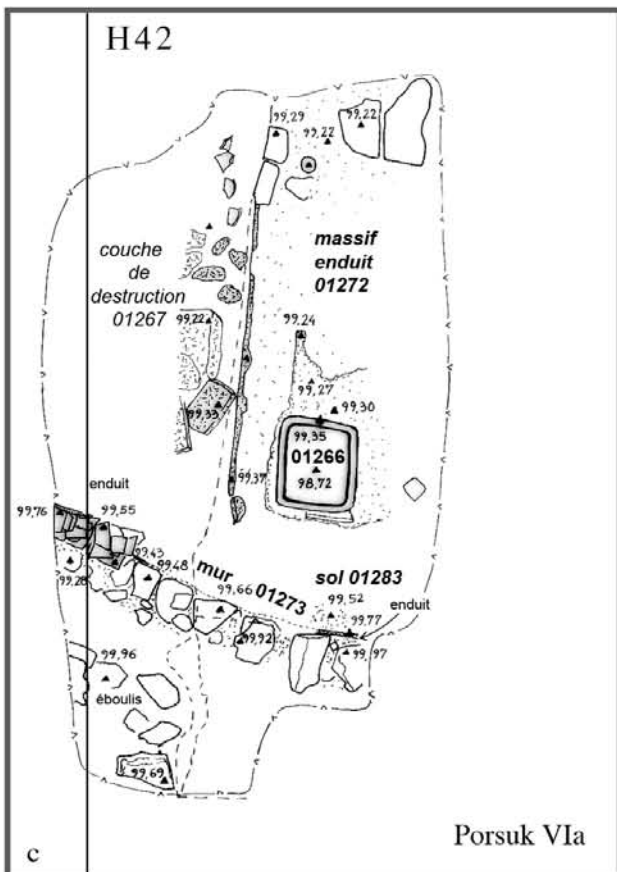 H42
99,29
99,22
99,22
couche
de
destruction
01267
massif
enduit
01272
99,22
99,24
99,27
99,33
99,30
99,35
01266
99,37
98,72
enduit
99,76
99,55
99,43
99,48
99,28
mur 01273
99,66
sol 01283
99,52
99,77
enduit
99,92
99,97
99,96
éboulis
99,69
Porsuk VIa
c